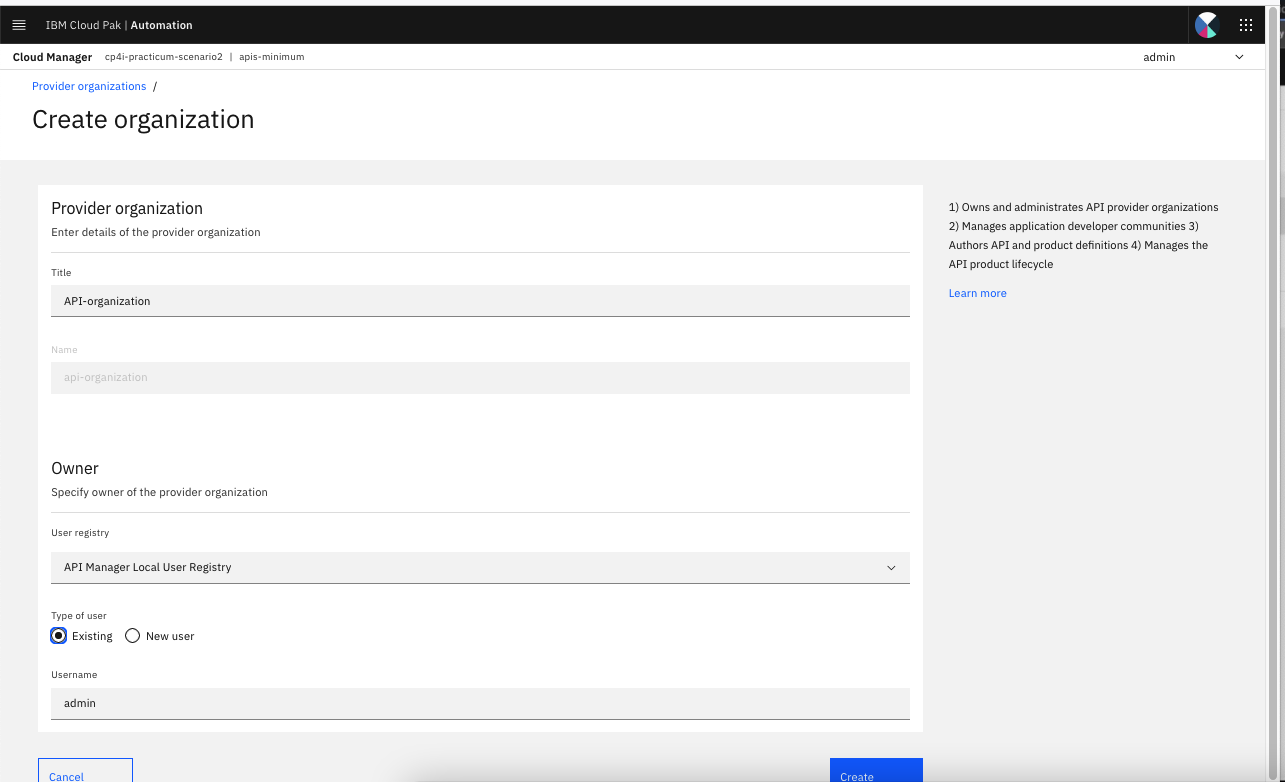 IBM Cloud Pak | Automation
Cloud Manager cp4i-practicum-scenario2 | apis-minimum admin
Provider organizations /
Create organization
Provider organization
Enter details of the provider organization
Title
API-organization
Name
api-organization
Owner
Specify owner of the provider organization
User registry
API Manager Local User Registry
Type of user
Existing New user
Username
admin
Cancel Create
1) Owns and administrates API provider organizations
2) Manages application developer communities 3)
Authors API and product definitions 4) Manages the
API product lifecycle
Learn more